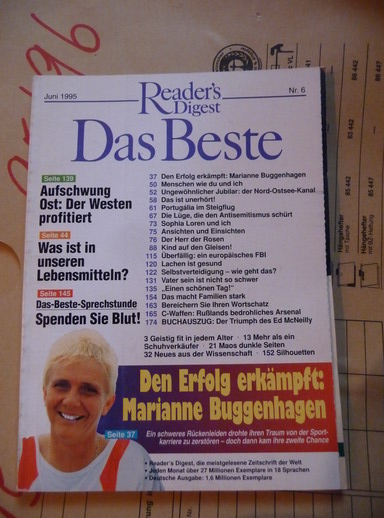 Juni 1995
Reader's
Digest
Nr. 6
Das Beste
Seite 139
Aufschwung
Ost: Der Westen
profitiert
Seite 44
Was ist in
unseren
Lebensmitteln?
Seite 145
Das-Beste-Sprechstunde
Spenden Sie Blut!
37 Den Erfolg erkämpft: Marianne Buggenhagen
50 Menschen wie du und ich
52 Ungewöhnlicher Jubilar: der Nord-Ostsee-Kanal
58 Das ist unerhört!
61 Portugália im Steigflug
67 Die Lüge, die den Antisemitismus schürt
73 Sophia Loren und ich
75 Ansichten und Einsichten
76 Der Herr der Rosen
88 Kind auf den Gleisen!
115 Überfällig: ein europäisches FBI
120 Lachen ist gesund
122 Selbstverteidigung – wie geht das?
131 Vater sein ist nicht so schwer
135 „Einen schönen Tag!“
154 Das macht Familien stark
163 Bereichern Sie Ihren Wortschatz
165 C-Waffen: Rußlands bedrohliches Arsenal
174 BUCHAUSZUG: Der Triumph des Ed McNeilly
3 Geistig fit in jedem Alter · 13 Mehr als ein
Schuhverkäufer · 21 Maos dunkle Seiten
32 Neues aus der Wissenschaft · 152 Silhouetten
Den Erfolg erkämpft:
Marianne Buggenhagen
Seite 37
Ein schweres Rückenleiden drohte ihren Traum von der Sport-
karriere zu zerstören – doch dann kam ihre zweite Chance
• Reader's Digest, die meistgelesene Zeitschrift der Welt
• Jeden Monat über 27 Millionen Exemplare in 18 Sprachen
• Deutsche Ausgabe: 1.6 Millionen Exemplare
Hängehefter
mit Tasche
Hängehefter